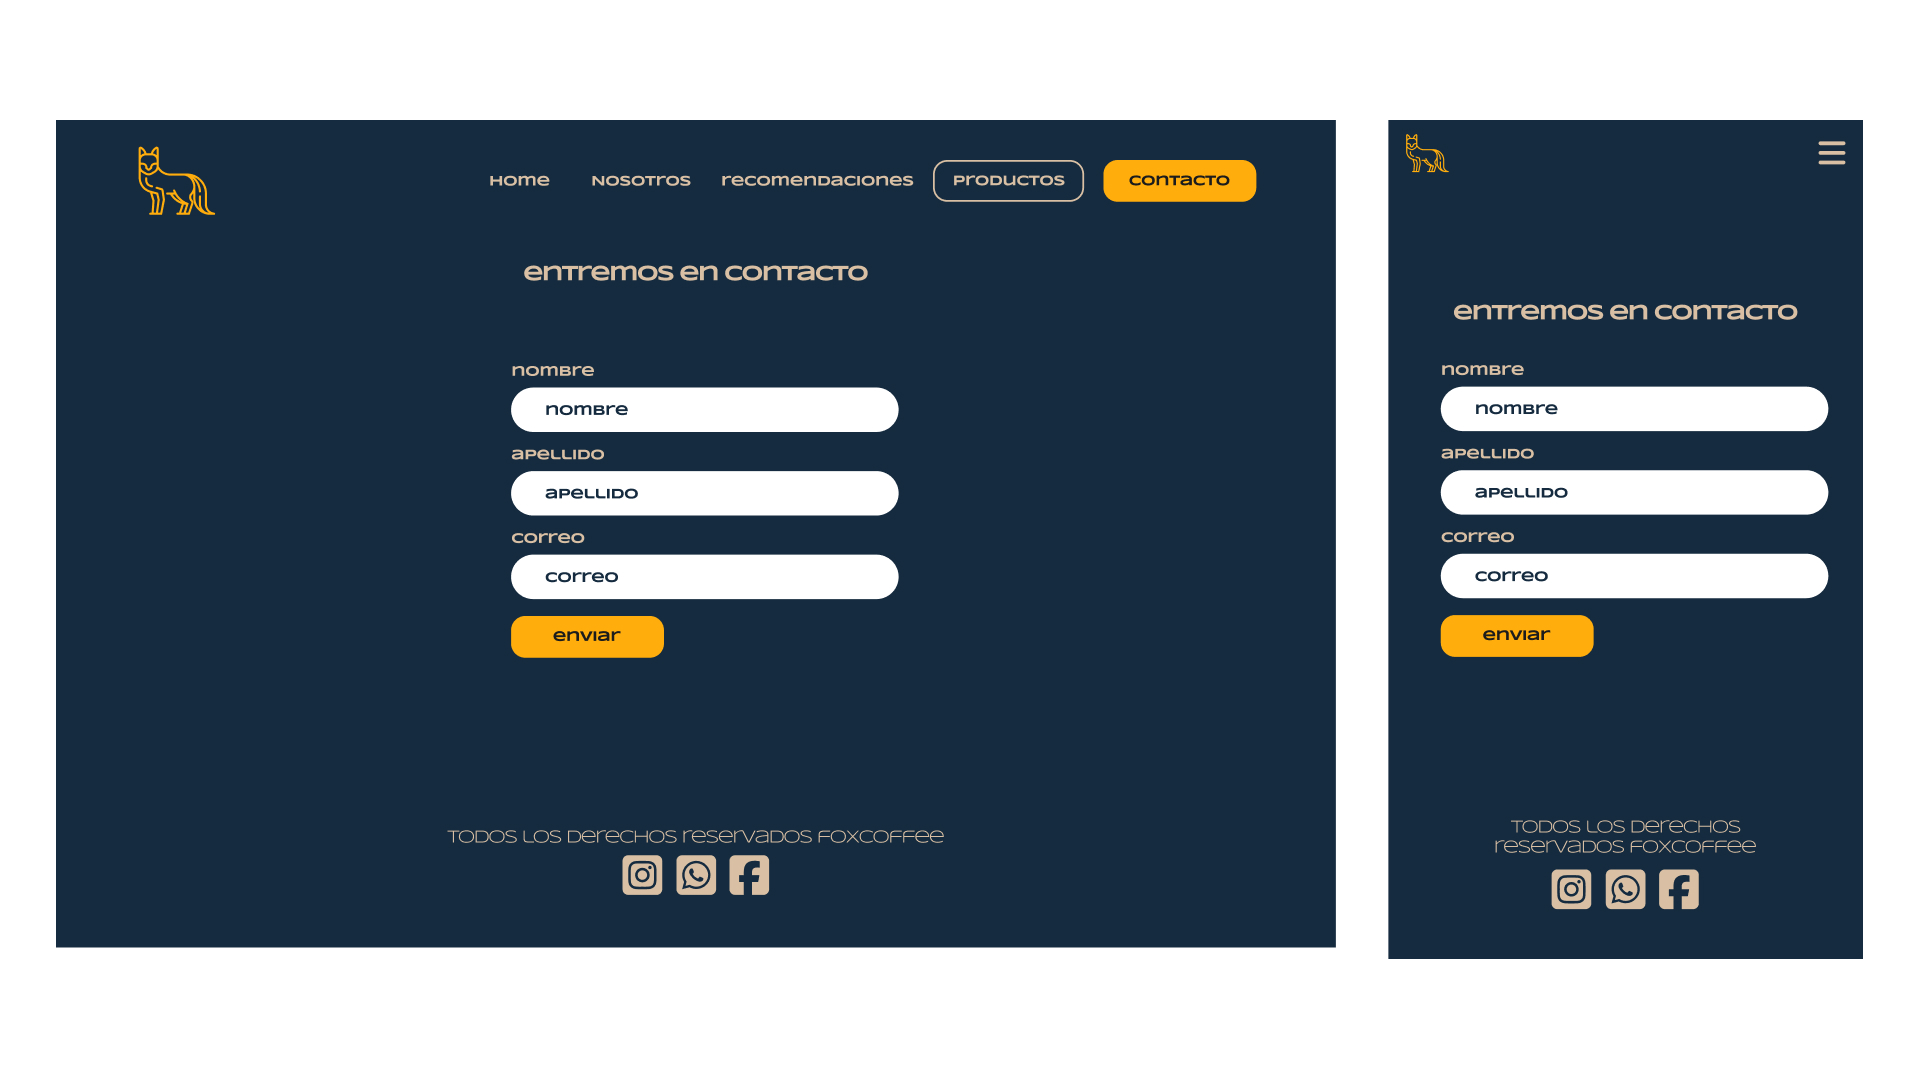 Home
Nosotros
recomendaciones
Productos
contacto
entremos en contacto
nombre
nombre
apellido
apellido
correo
correo
enviar
Todos los derechos reservados foxcoffee
entremos en contacto
nombre
nombre
apellido
apellido
correo
correo
enviar
Todos los derechos
reservados foxcoffee